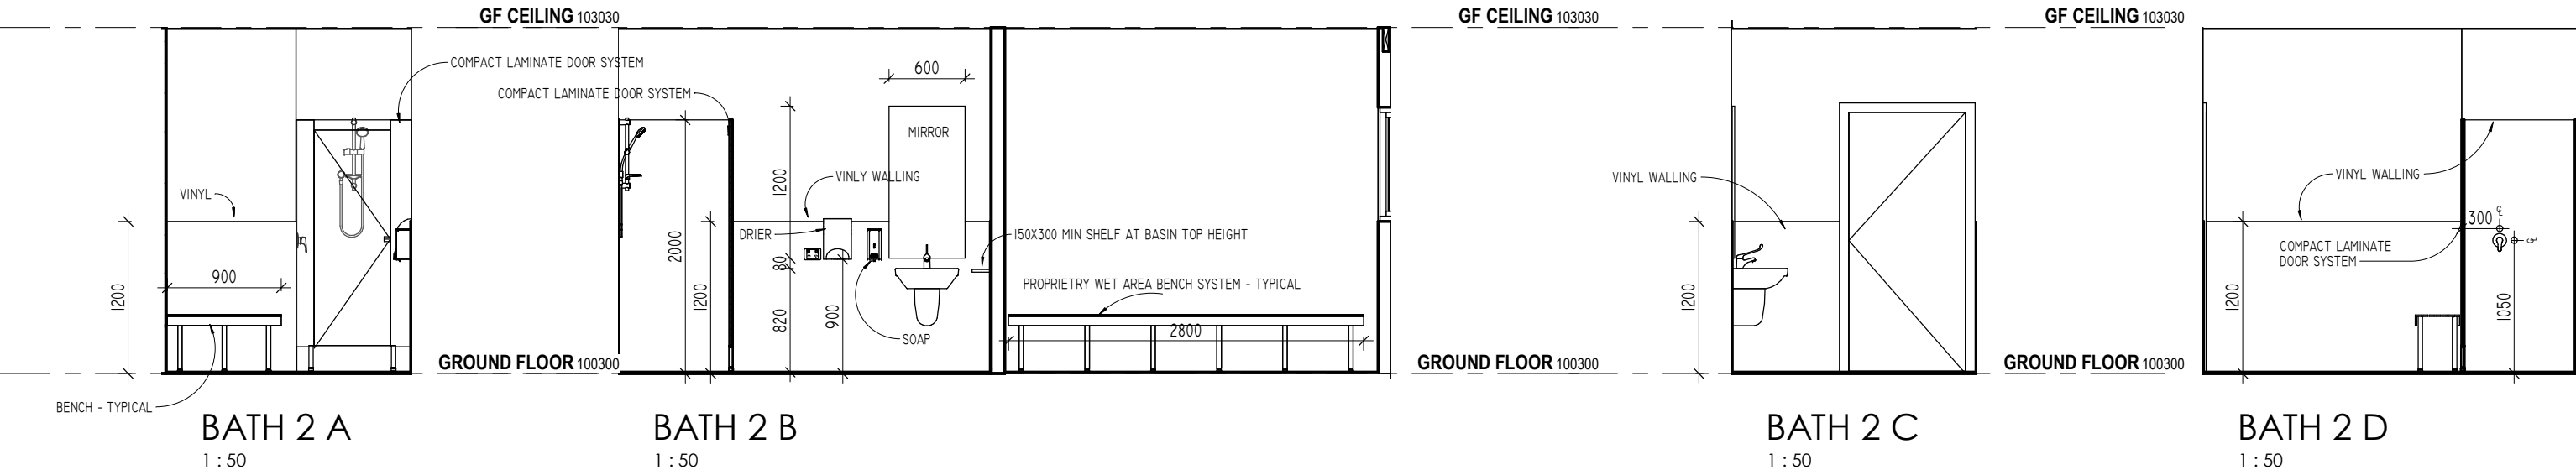 GF CEILING 103030
COMPACT LAMINATE DOOR SYSTEM
VINYL
900
1200
BENCH - TYPICAL
BATH 2 A
1 : 50
GROUND FLOOR 100300
COMPACT LAMINATE DOOR SYSTEM
600
MIRROR
1200
VINLY WALLING
2000
DRIER
80
150X300 MIN SHELF AT BASIN TOP HEIGHT
PROPRIETRY WET AREA BENCH SYSTEM - TYPICAL
1200
820
900
SOAP
2800
BATH 2 B
1 : 50
GF CEILING 103030
VINYL WALLING
1200
GROUND FLOOR 100300
BATH 2 C
1 : 50
GF CEILING 103030
VINYL WALLING
300
COMPACT LAMINATE
DOOR SYSTEM
1200
1050
GROUND FLOOR 100300
BATH 2 D
1 : 50